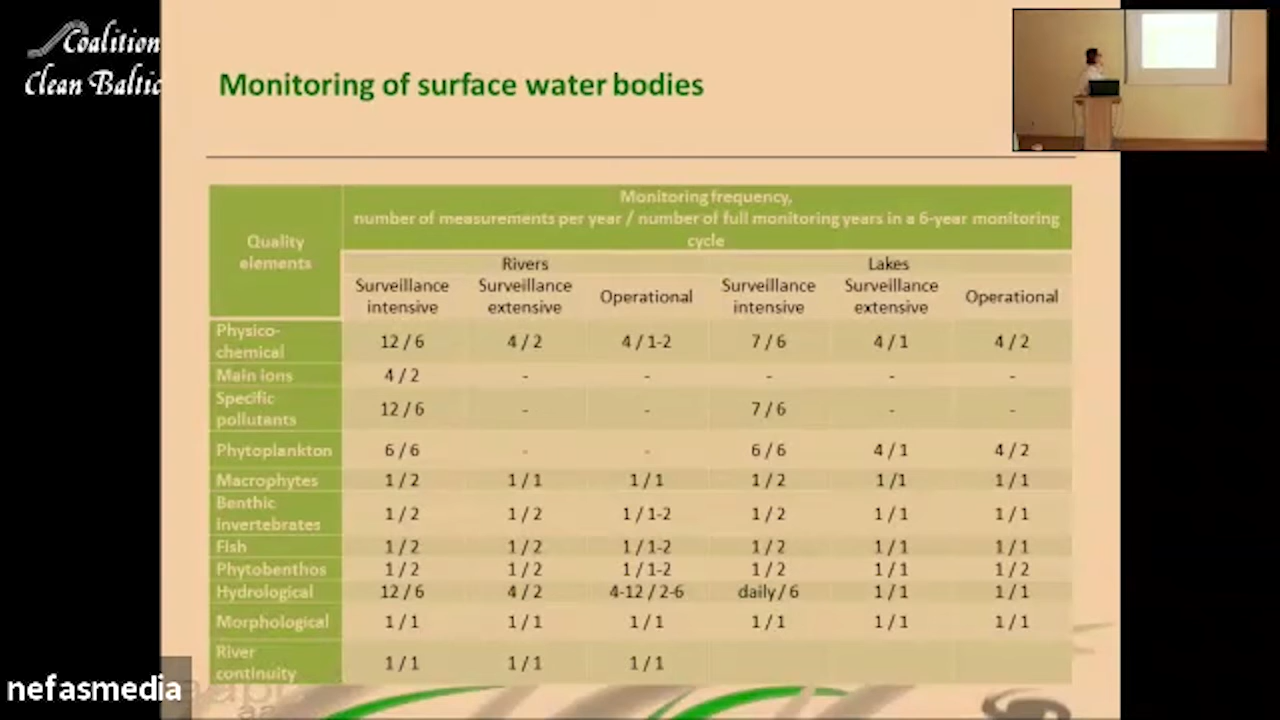 Coalition
Clean Baltic
Monitoring of surface water bodies
Quality
elements
Monitoring frequency,
number of measurements per year / number of full monitoring years in a 6-year monitoring
cycle
Rivers Lakes
Surveillance intensive Surveillance extensive Operational Surveillance intensive Surveillance extensive Operational
Physico-
chemical 12 / 6 4 / 2 4 / 1-2 7 / 6 4 / 1 4 / 2
Main ions 4 / 2 - - - - -
Specific
pollutants 12 / 6 - - 7 / 6 - -
Phytoplankton 6 / 6 - - 6 / 6 4 / 1 4 / 2
Macrophytes 1 / 2 1 / 1 1 / 1 1 / 2 1 /1 1 / 1
Benthic
invertebrates 1 / 2 1 / 2 1 / 1-2 1 / 2 1 / 1 1 / 1
Fish 1 / 2 1 / 2 1 / 1-2 1 / 2 1 / 1 1 / 1
Phytobenthos 1 / 2 1 / 2 1 / 1-2 1 / 2 1 / 1 1 / 2
Hydrological 12 / 6 4 / 2 4-12 / 2-6 daily / 6 1 / 1 1 / 1
Morphological 1 / 1 1 / 1 1 / 1 1 / 1 1 / 1 1 / 1
River
continuity 1 / 1 1 / 1 1 / 1
nefasmedia